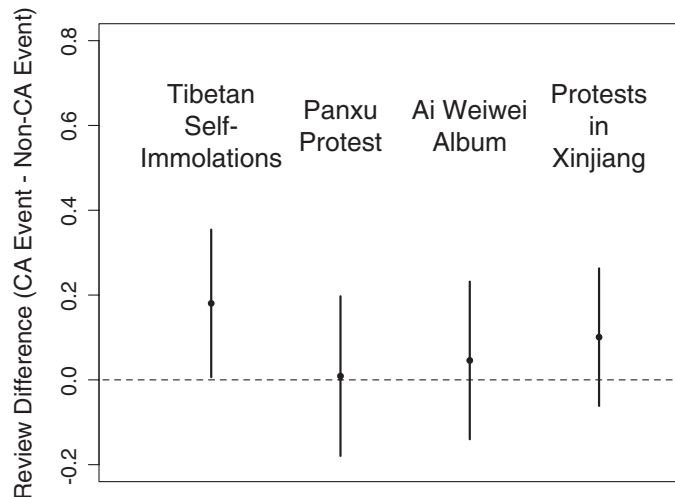 Review Difference (CA Event - Non-CA Event)
0.8
0.6
0.4
0.2
0.0
-0.2
Tibetan
Self-
Immolations
Panxu
Protest
Ai Weiwei
Album
Protests
in
Xinjiang